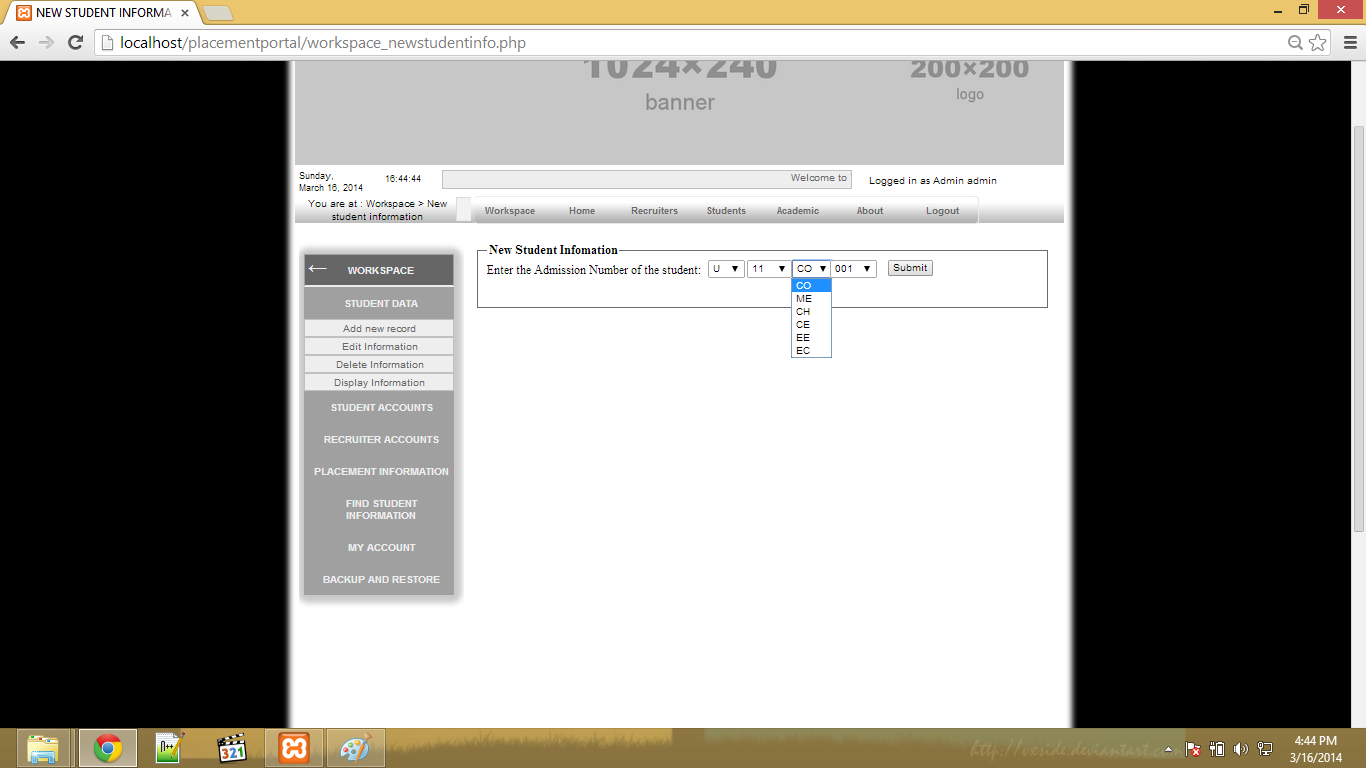 NEW STUDENT INFORMA
localhost/placementportal/workspace_newstudentinfo.php
1024×240
banner
200×200
logo
Sunday,
March 16, 2014
16:44:44
Welcome to
Logged in as Admin admin
You are at : Workspace > New
student information
Workspace Home Recruiters Students Academic About Logout
WORKSPACE
STUDENT DATA
Add new record
Edit Information
Delete Information
Display Information
STUDENT ACCOUNTS
RECRUITER ACCOUNTS
PLACEMENT INFORMATION
FIND STUDENT
INFORMATION
MY ACCOUNT
BACKUP AND RESTORE
New Student Infomation
Enter the Admission Number of the student: U 11 CO 001 Submit
CO
ME
CH
CE
EE
EC
321
http://veside.deviantart.com
4:44 PM
3/16/2014